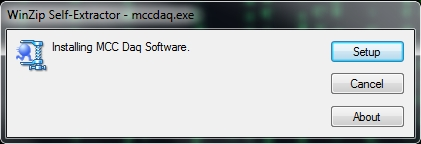 WinZip Self-Extractor - mccdaq.exe
Installing MCC Daq Software.
Setup
Cancel
About